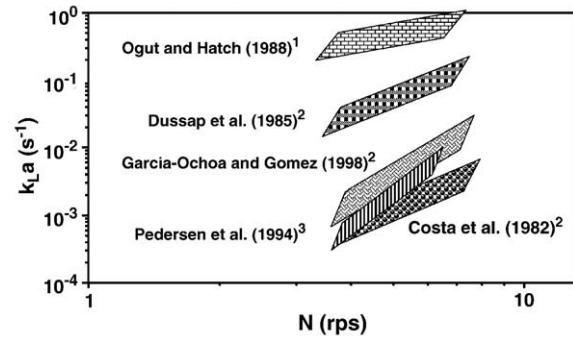 10⁰
Ogut and Hatch (1988)¹
10⁻¹
Dussap et al. (1985)²
10⁻²
Garcia-Ochoa and Gomez (1998)²
10⁻³
Pedersen et al. (1994)³
Costa et al. (1982)²
10⁻⁴
1
10
N (rps)
kLa (s⁻¹)